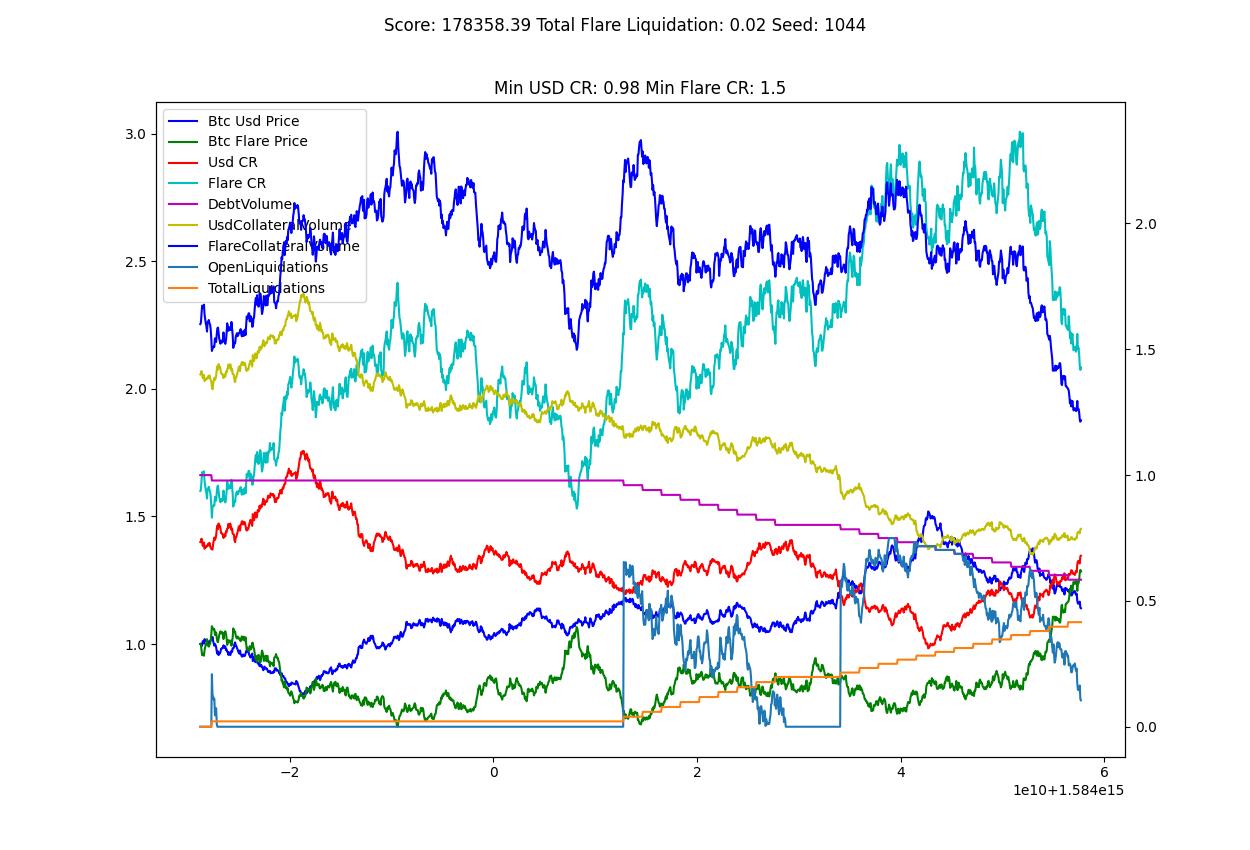 Score: 178358.39 Total Flare Liquidation: 0.02 Seed: 1044
Min USD CR: 0.98 Min Flare CR: 1.5
Btc Usd Price
Btc Flare Price
Usd CR
Flare CR
DebtVolume
UsdCollateralVolume
FlareCollateralVolume
OpenLiquidations
TotalLiquidations
3.0
2.5
2.0
1.5
1.0
2.0
1.5
1.0
0.5
0.0
−2
0
2
4
6
1e10+1.584e15